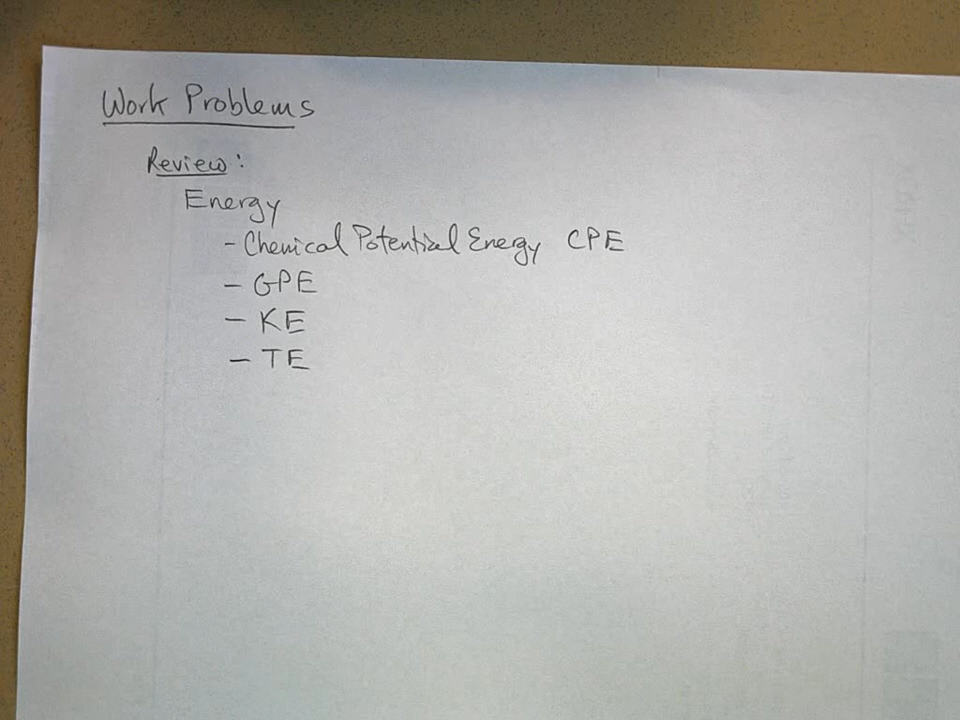 Work Problems
Review:
Energy
- Chemical Potential Energy CPE
- GPE
- KE
- TE